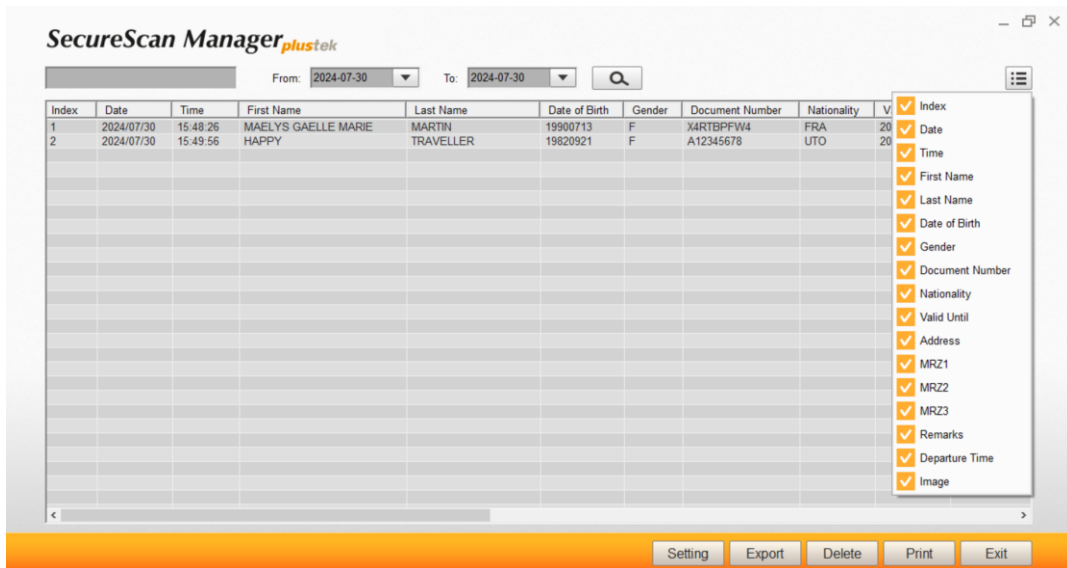 SecureScan Manager plustek
From: 2024-07-30 To: 2024-07-30
Index Date Time First Name Last Name Date of Birth Gender Document Number Nationality V
1 2024/07/30 15:48:26 MAELYS GAELLE MARIE MARTIN 19900713 F X4RTBPFW4 FRA 20
2 2024/07/30 15:49:56 HAPPY TRAVELLER 19820921 F A12345678 UTO 20
Index
Date
Time
First Name
Last Name
Date of Birth
Gender
Document Number
Nationality
Valid Until
Address
MRZ1
MRZ2
MRZ3
Remarks
Departure Time
Image
Setting Export Delete Print Exit